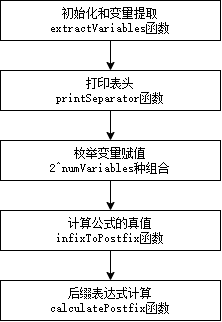 初始化和变量提取
extractVariables函数
打印表头
printSeparator函数
枚举变量赋值
2^numVariables种组合
计算公式的真值
infixToPostfix函数
后缀表达式计算
calculatePostfix函数